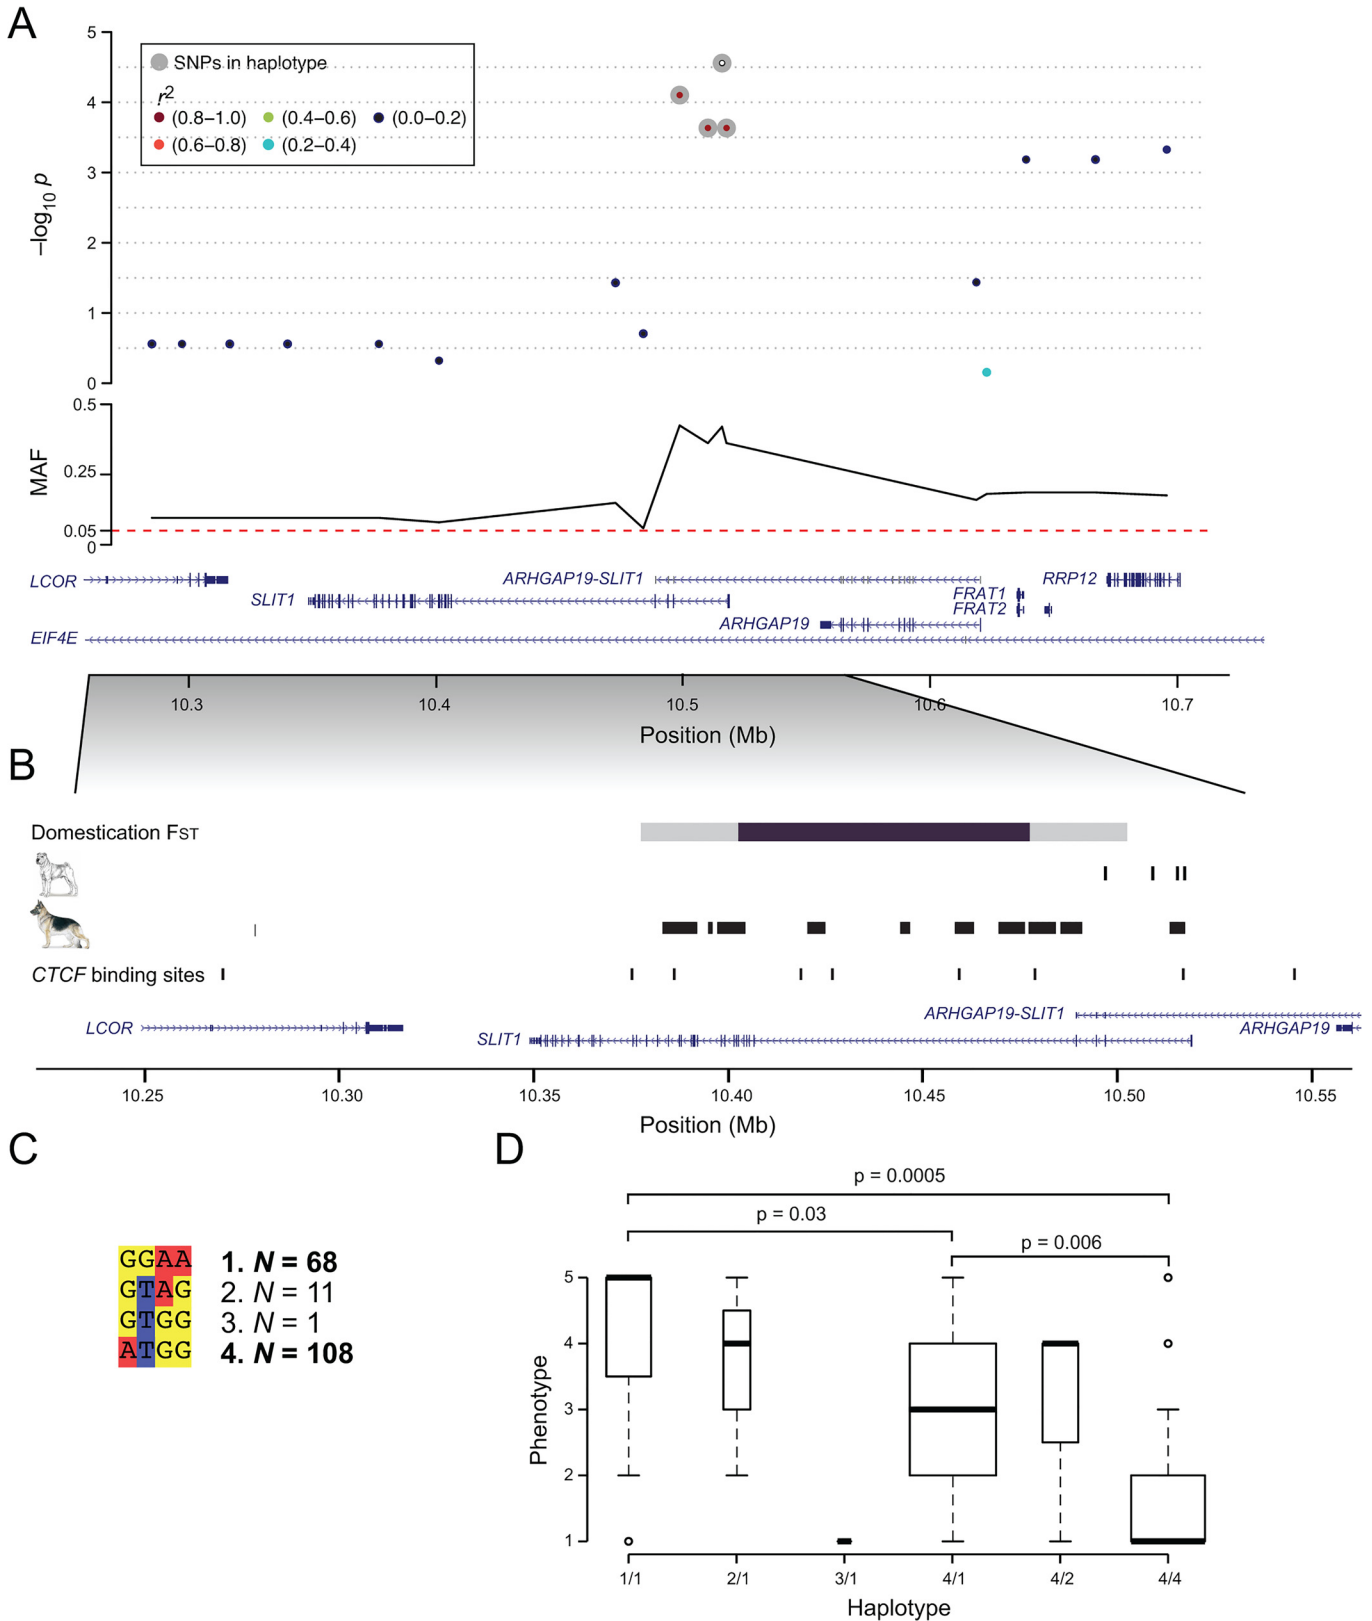 A
5
4
3
2
1
0
−log10 p
SNPs in haplotype
r2
(0.8–1.0) (0.4–0.6) (0.0–0.2)
(0.6–0.8) (0.2–0.4)
0.5
0.25
0.05
0
MAF
LCOR ARHGAP19-SLIT1 RRP12
SLIT1 FRAT1
FRAT2
ARHGAP19
EIF4E
10.3 10.4 10.5 10.6 10.7
Position (Mb)
B
Domestication FST
CTCF binding sites
ARHGAP19-SLIT1
LCOR ARHGAP19
SLIT1
10.25 10.30 10.35 10.40 10.45 10.50 10.55
Position (Mb)
C
GGAA 1. N = 68
GTAG 2. N = 11
GTGG 3. N = 1
ATGG 4. N = 108
D
p = 0.0005
p = 0.03
p = 0.006
5
4
3
2
1
Phenotype
1/1 2/1 3/1 4/1 4/2 4/4
Haplotype